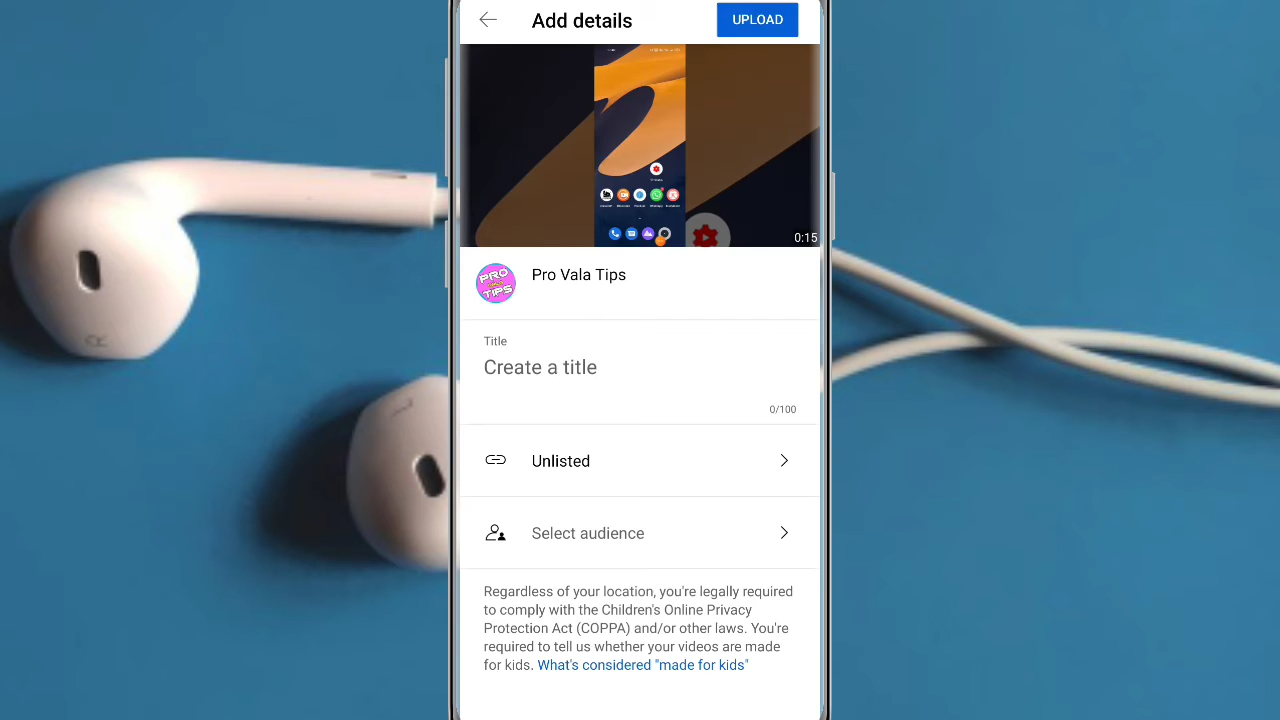 Add details
UPLOAD
0:15
PRO
TIPS
Pro Vala Tips
Title
Create a title
0/100
Unlisted
Select audience
Regardless of your location, you're legally required
to comply with the Children's Online Privacy
Protection Act (COPPA) and/or other laws. You're
required to tell us whether your videos are made
for kids. What's considered "made for kids"
R
L